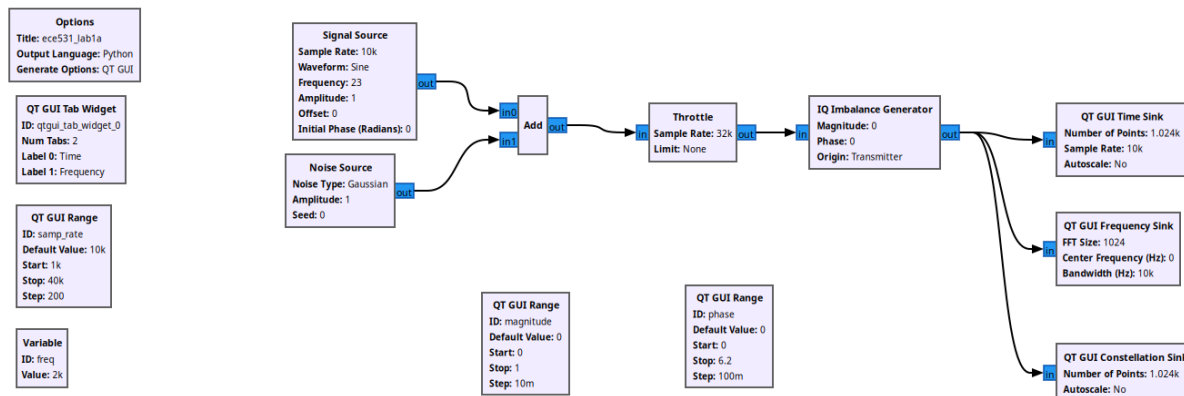 Options
Title: ece531_lab1a
Output Language: Python
Generate Options: QT GUI
QT GUI Tab Widget
ID: qtgui_tab_widget_0
Num Tabs: 2
Label 0: Time
Label 1: Frequency
QT GUI Range
ID: samp_rate
Default Value: 10k
Start: 1k
Stop: 40k
Step: 200
Variable
ID: freq
Value: 2k
Signal Source
Sample Rate: 10k
Waveform: Sine
Frequency: 23
Amplitude: 1
Offset: 0
Initial Phase (Radians): 0
out
Noise Source
Noise Type: Gaussian
Amplitude: 1
Seed: 0
out
in0
in1
Add
out
in
Throttle
Sample Rate: 32k
Limit: None
out
in
IQ Imbalance Generator
Magnitude: 0
Phase: 0
Origin: Transmitter
out
QT GUI Range
ID: magnitude
Default Value: 0
Start: 0
Stop: 1
Step: 10m
QT GUI Range
ID: phase
Default Value: 0
Start: 0
Stop: 6.2
Step: 100m
in
QT GUI Time Sink
Number of Points: 1.024k
Sample Rate: 10k
Autoscale: No
in
QT GUI Frequency Sink
FFT Size: 1024
Center Frequency (Hz): 0
Bandwidth (Hz): 10k
in
QT GUI Constellation Sink
Number of Points: 1.024k
Autoscale: No